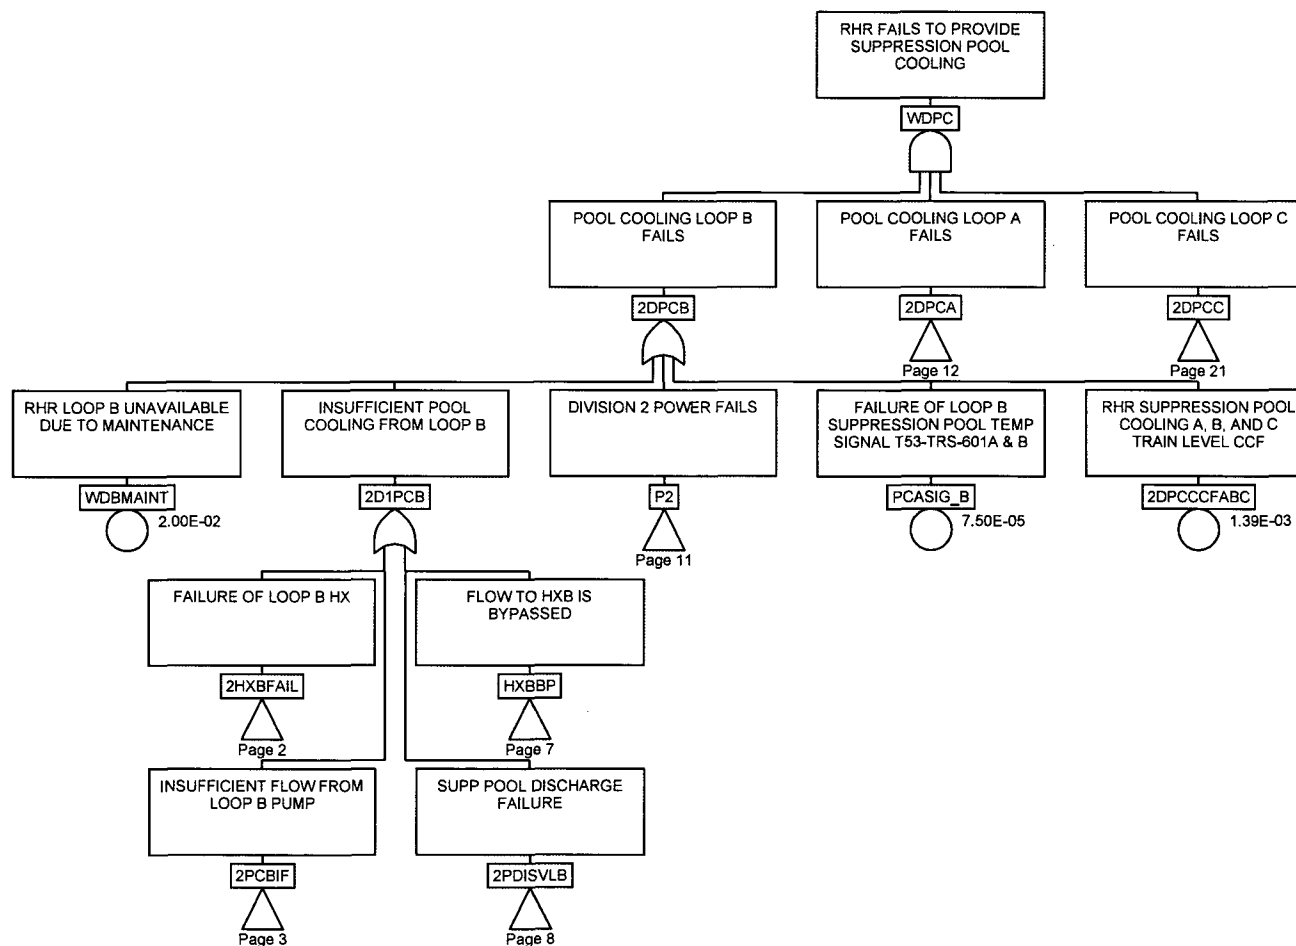 RHR FAILS TO PROVIDE
SUPPRESSION POOL
COOLING
WDPC
POOL COOLING LOOP B
FAILS
2DPCB
POOL COOLING LOOP A
FAILS
2DPCA
Page 12
POOL COOLING LOOP C
FAILS
2DPCC
Page 21
RHR LOOP B UNAVAILABLE
DUE TO MAINTENANCE
WDBMAINT
2.00E-02
INSUFFICIENT POOL
COOLING FROM LOOP B
2D1PCB
DIVISION 2 POWER FAILS
P2
Page 11
FAILURE OF LOOP B
SUPPRESSION POOL TEMP
SIGNAL T53-TRS-601A & B
PCASIG_B
7.50E-05
RHR SUPPRESSION POOL
COOLING A, B, AND C
TRAIN LEVEL CCF
2DPCCCFABC
1.39E-03
FAILURE OF LOOP B HX
2HXBFAIL
Page 2
FLOW TO HXB IS
BYPASSED
HXBBP
Page 7
INSUFFICIENT FLOW FROM
LOOP B PUMP
2PCBIF
Page 3
SUPP POOL DISCHARGE
FAILURE
2PDISVLB
Page 8